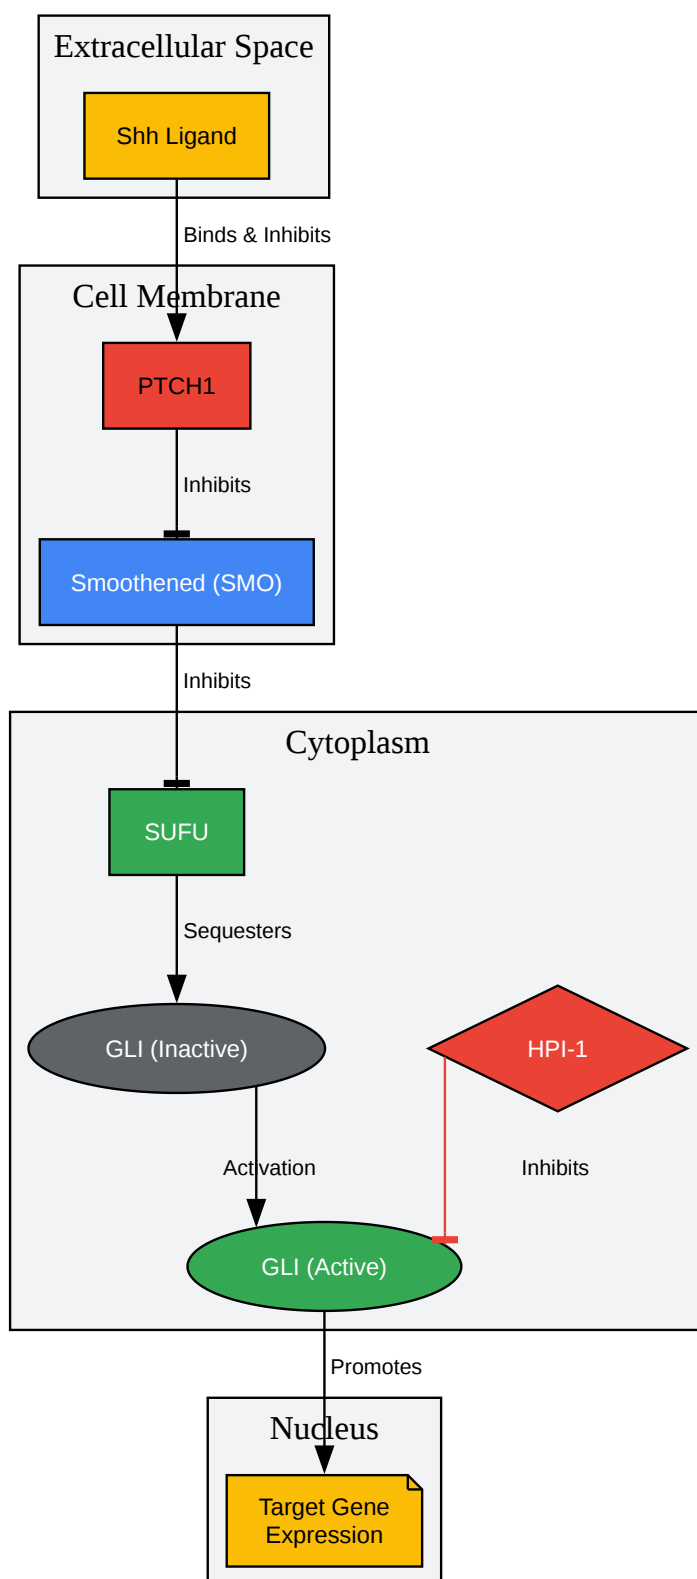 Extracellular Space
Shh Ligand
Binds & Inhibits
Cell Membrane
PTCH1
Inhibits
Smoothened (SMO)
Inhibits
Cytoplasm
SUFU
Sequesters
GLI (Inactive)
HPI-1
Activation
Inhibits
GLI (Active)
Promotes
Nucleus
Target Gene
Expression